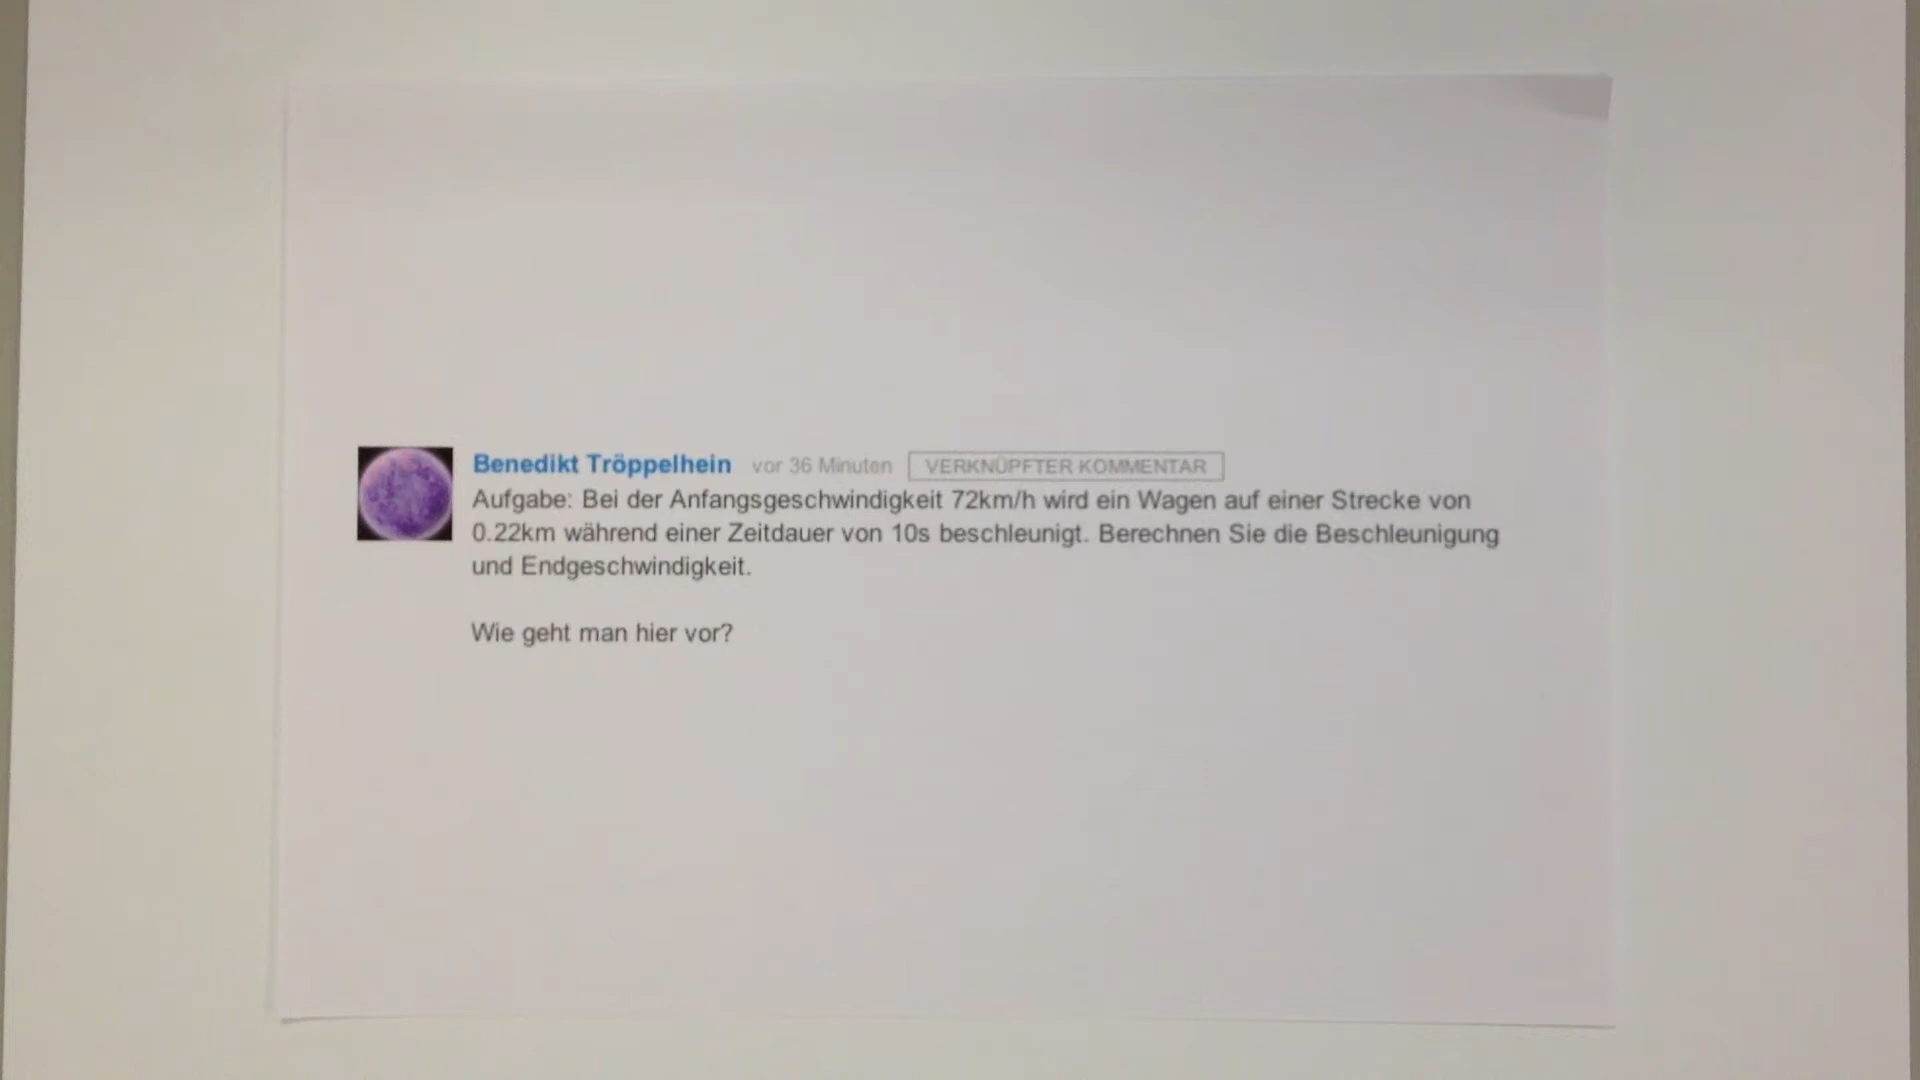 Benedikt Tröppelhein vor 36 Minuten VERKNÜPFTER KOMMENTAR
Aufgabe: Bei der Anfangsgeschwindigkeit 72km/h wird ein Wagen auf einer Strecke von
0.22km während einer Zeitdauer von 10s beschleunigt. Berechnen Sie die Beschleunigung
und Endgeschwindigkeit.
Wie geht man hier vor?